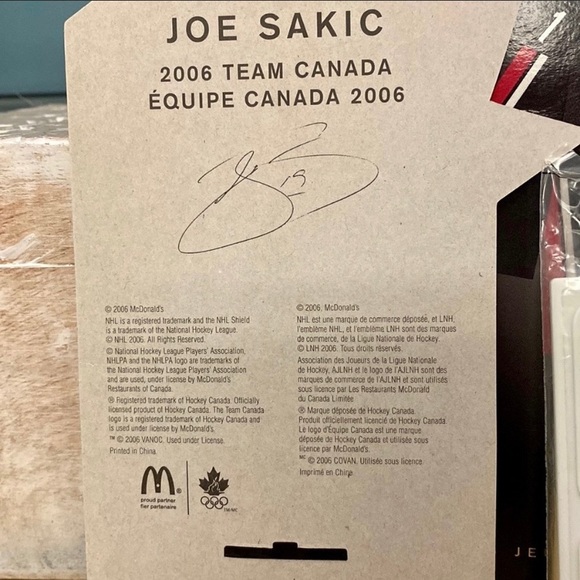 JOE SAKIC
2006 TEAM CANADA
ÉQUIPE CANADA 2006
19
© 2006 McDonald's
NHL is a registered trademark and the NHL Shield
is a trademark of the National Hockey League.
© NHL 2006. All Rights Reserved.
© National Hockey League Players' Association,
NHLPA and the NHLPA logo are trademarks of
the National Hockey League Players' Association
and are used, under license by McDonald's
Restaurants of Canada.
® Registered trademark of Hockey Canada. Officially
licensed product of Hockey Canada. The Team Canada
logo is a registered trademark of Hockey Canada and
is used under license by McDonald's.
™ © 2006 VANOC. Used under License.
Printed in China.
© 2006, McDonald's
NHL est une marque de commerce déposée, et LNH,
l'emblème NHL, et l'emblème LNH sont des marques
de commerce, de la Ligue Nationale de Hockey.
© LNH 2006. Tous droits réservés.
Association des Joueurs de la Ligue Nationale
de Hockey, AJLNH et le logo de l'AJLNH sont des
marques de commerce de l'AJLNH et sont utilisés
sous licence par Les Restaurants McDonald
du Canada Limitée
® Marque déposée de Hockey Canada.
Produit officiellement licencié de Hockey Canada.
Le logo d'Équipe Canada est une marque
déposée de Hockey Canada et utilisée sous
licence par McDonald's.
MC © 2006 COVAN. Utilisée sous licence.
Imprimé en Chine
proud partner
fier partenaire
TM/MC
1
JE